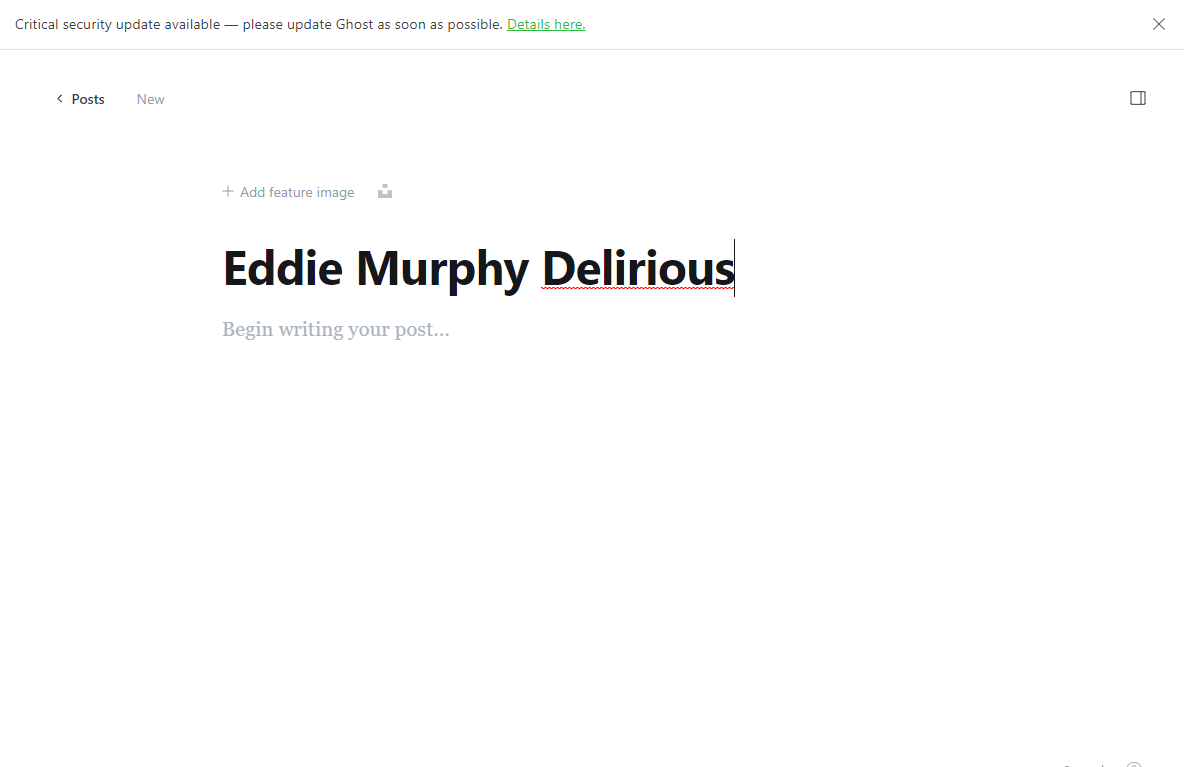 Critical security update available — please update Ghost as soon as possible. Details here.
Posts New
Add feature image
Eddie Murphy Delirious
Begin writing your post...